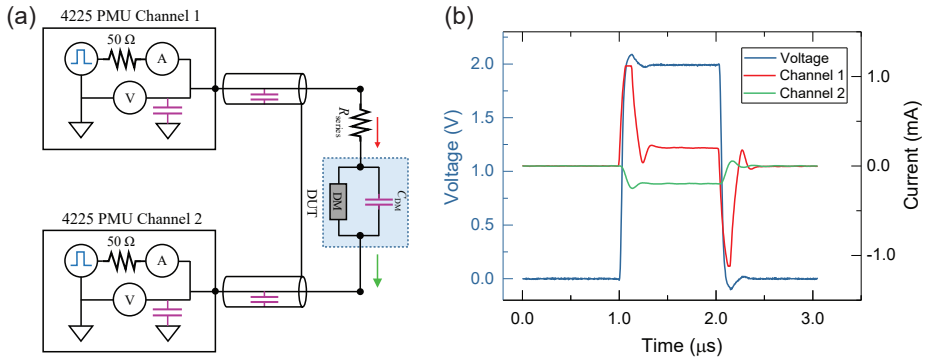 (a)
4225 PMU Channel 1
50 Ω
A
V
Rseries
DUT
DM
CDM
4225 PMU Channel 2
50 Ω
A
V
(b)
Voltage
Channel 1
Channel 2
2.0
1.5
1.0
0.5
0.0
Voltage (V)
1.0
0.0
-1.0
Current (mA)
0.0
1.0
2.0
3.0
Time (μs)